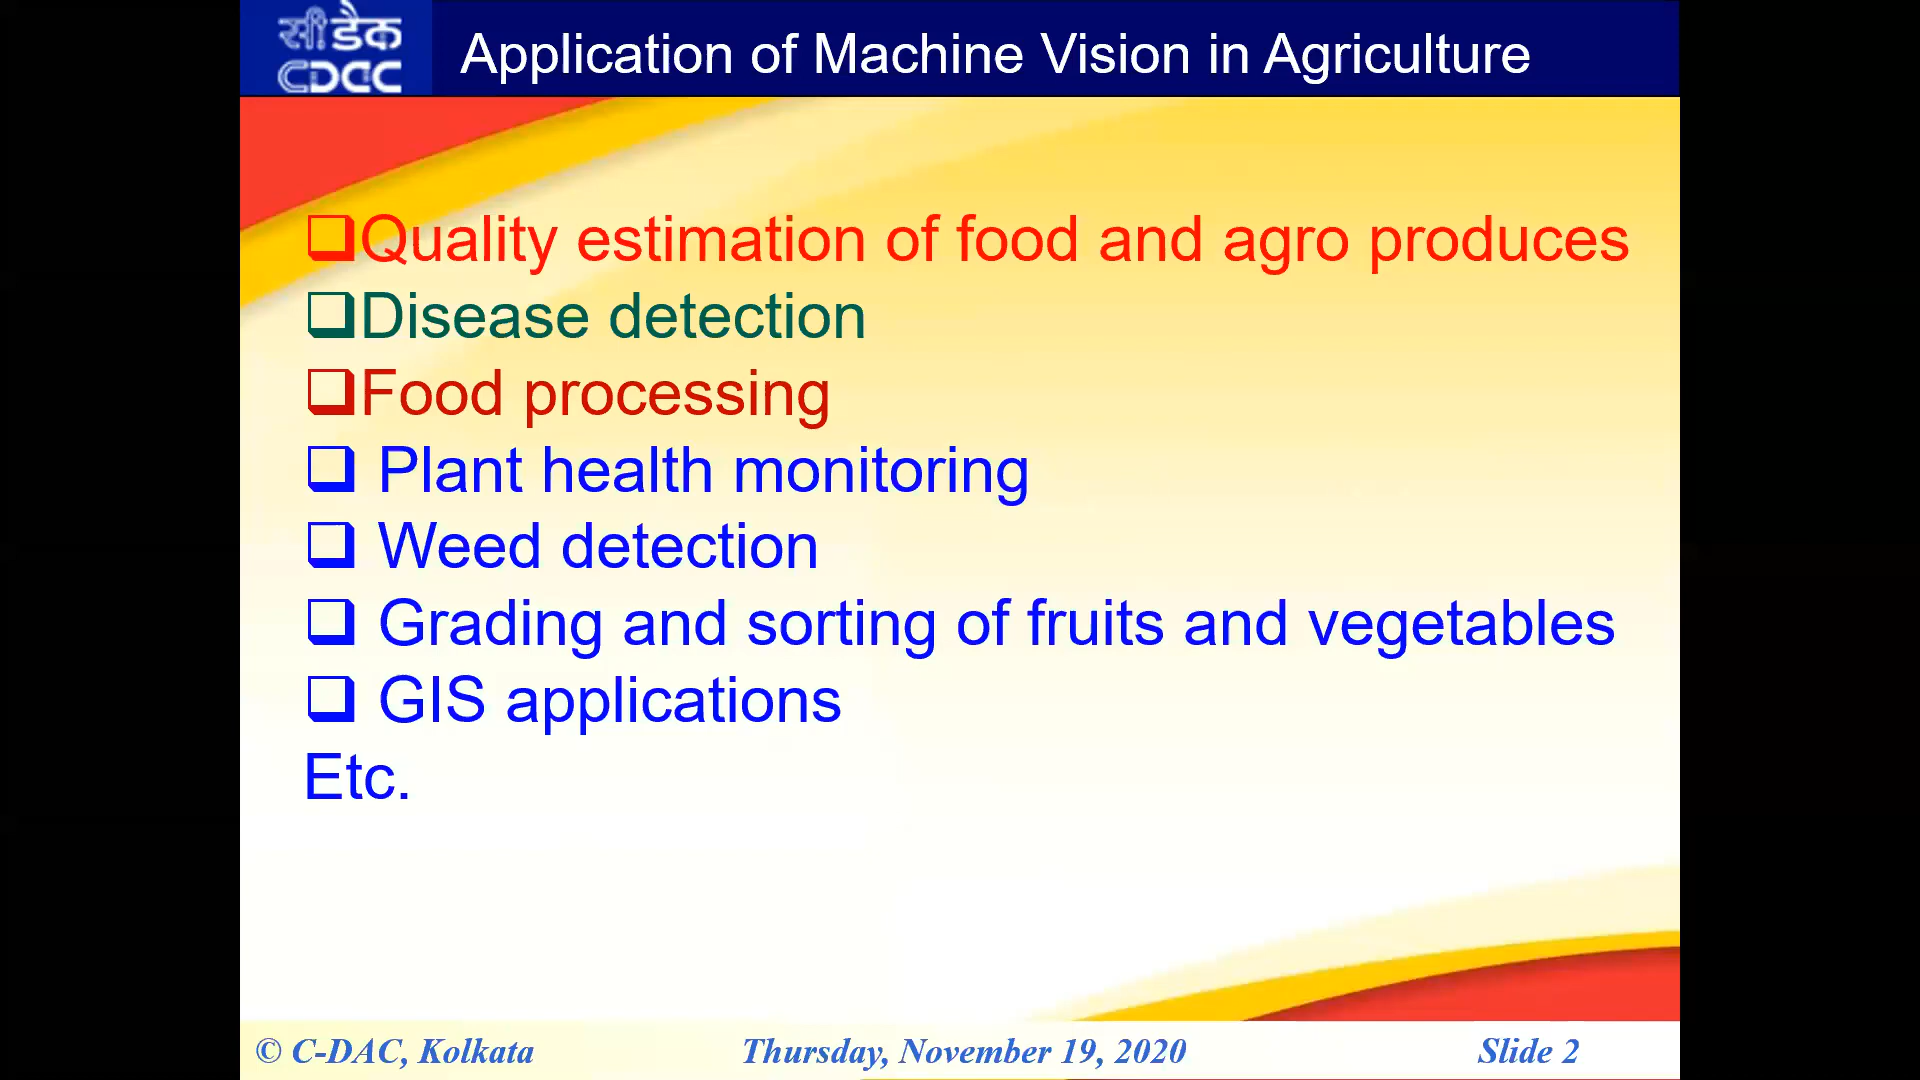 सी डैक
CDAC
Application of Machine Vision in Agriculture
Quality estimation of food and agro produces
Disease detection
Food processing
Plant health monitoring
Weed detection
Grading and sorting of fruits and vegetables
GIS applications
Etc.
© C-DAC, Kolkata
Thursday, November 19, 2020
Slide 2